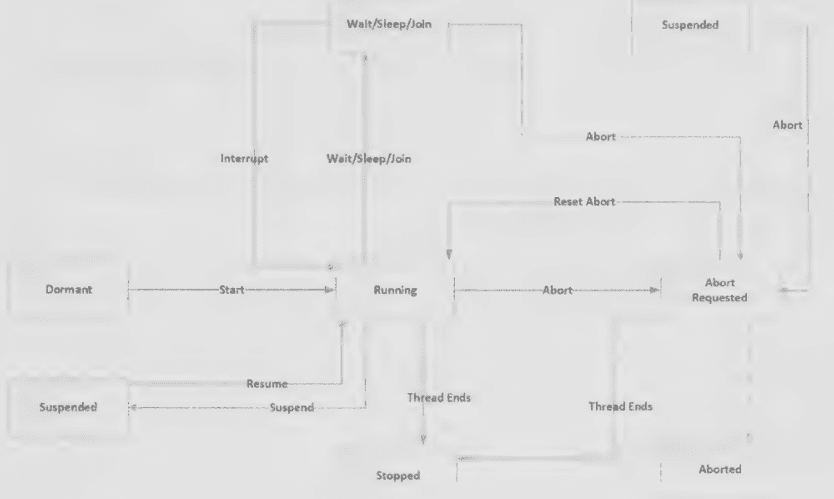 Wait/Sleep/Join
Suspended
Abort
Abort
Interrupt
Wait/Sleep/Join
Reset Abort
Dormant
Start
Running
Abort
Abort
Requested
Resume
Suspended
Suspend
Thread Ends
Thread Ends
Stopped
Aborted